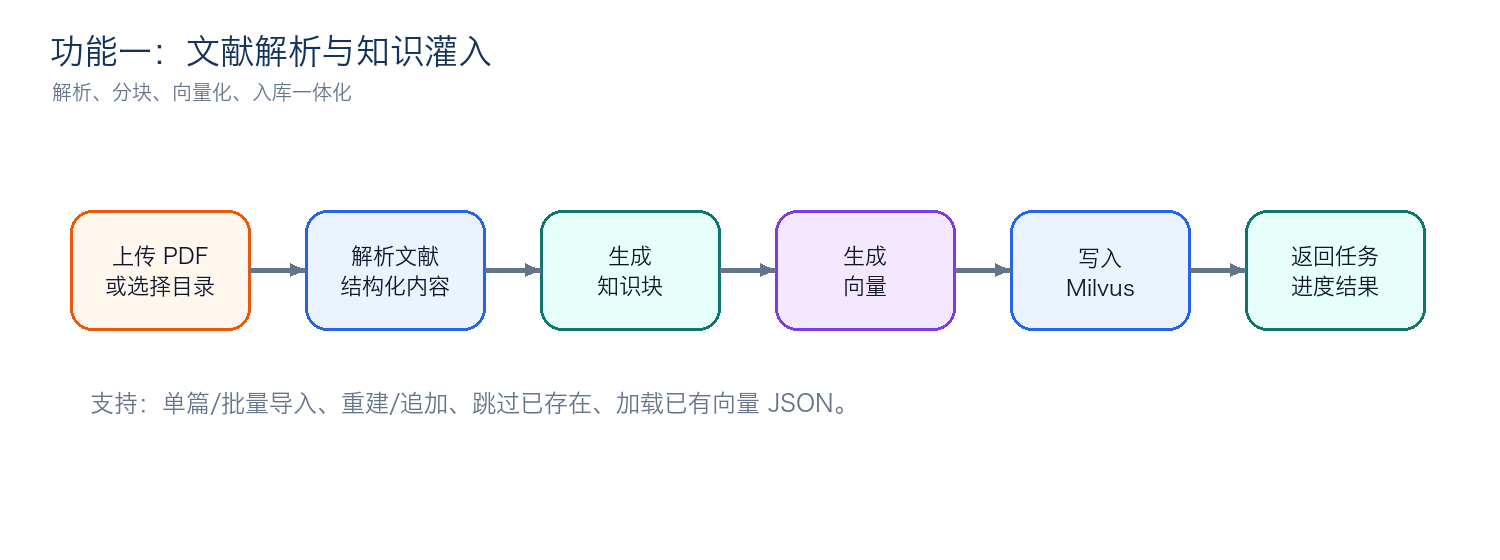 功能一：文献解析与知识灌入
解析、分块、向量化、入库一体化
上传 PDF
或选择目录
解析文献
结构化内容
生成
知识块
生成
向量
写入
Milvus
返回任务
进度结果
支持：单篇/批量导入、重建/追加、跳过已存在、加载已有向量 JSON。